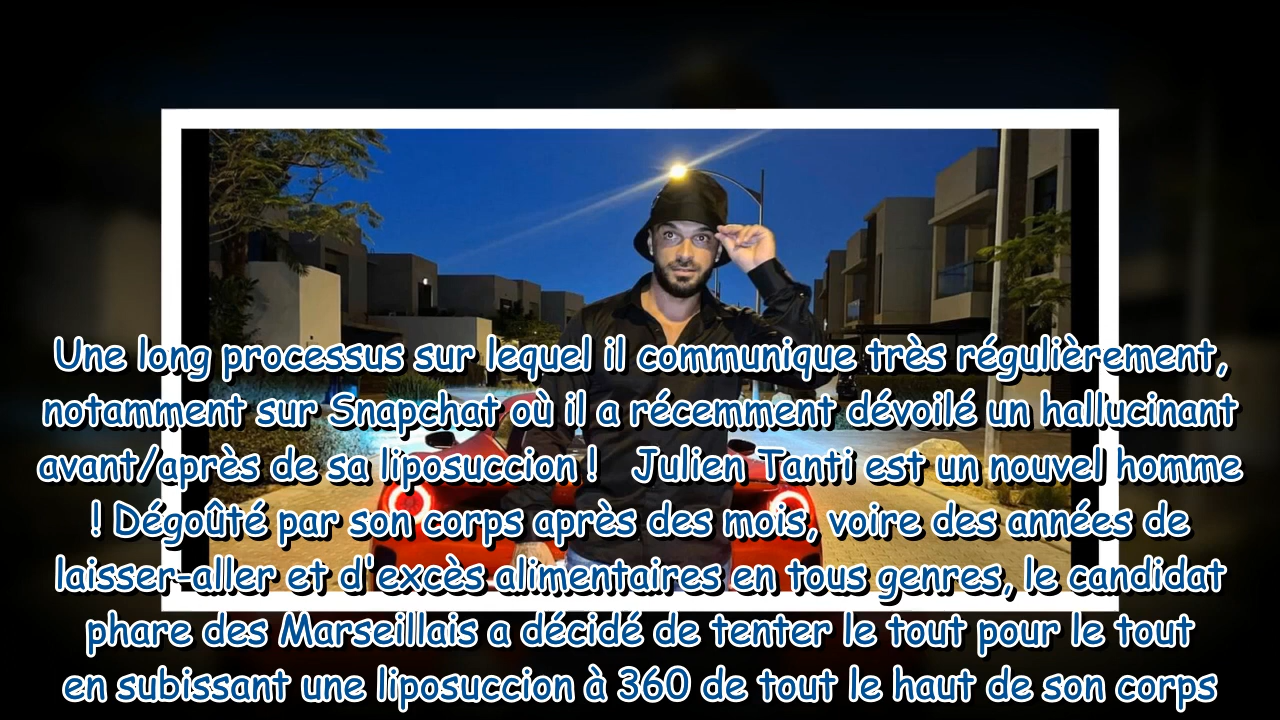 Une long processus sur lequel il communique très régulièrement,
notamment sur Snapchat où il a récemment dévoilé un hallucinant
avant/après de sa liposuccion ! Julien Tanti est un nouvel homme
! Dégoûté par son corps après des mois, voire des années de
laisser-aller et d'excès alimentaires en tous genres, le candidat
phare des Marseillais a décidé de tenter le tout pour le tout
en subissant une liposuccion à 360 de tout le haut de son corps